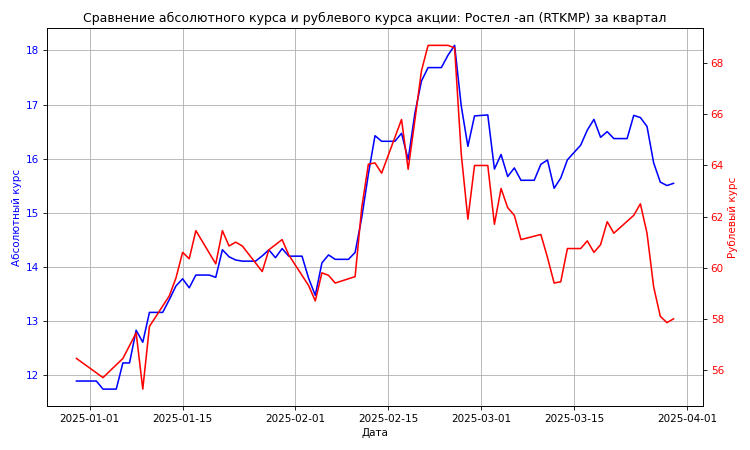 Сравнение абсолютного курса и рублевого курса акции: Ростел -ап (RTKMP) за квартал
18
17
16
15
14
13
12
Абсолютный курс
68
66
64
62
60
58
56
Рублевый курс
2025-01-01 2025-01-15 2025-02-01 2025-02-15 2025-03-01 2025-03-15 2025-04-01
Дата